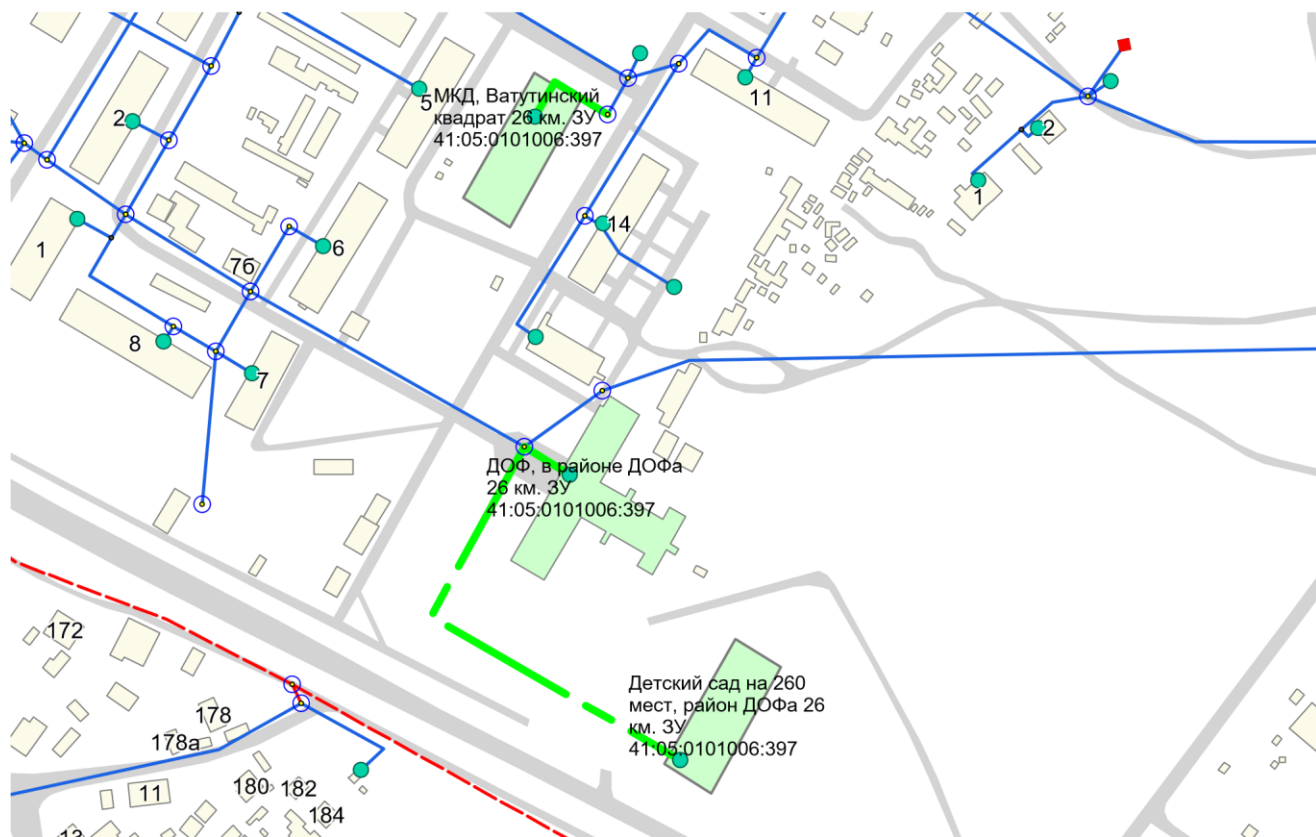 5
МКД, Ватутинский
квадрат 26 км. ЗУ
41:05:0101006:397
11
2
2
1
14
6
1
7б
8
7
ДОФ, в районе ДОФа
26 км. ЗУ
41:05:0101006:397
172
Детский сад на 260
мест, район ДОФа 26
км. ЗУ
41:05:0101006:397
178
178а
180
182
11
184
13